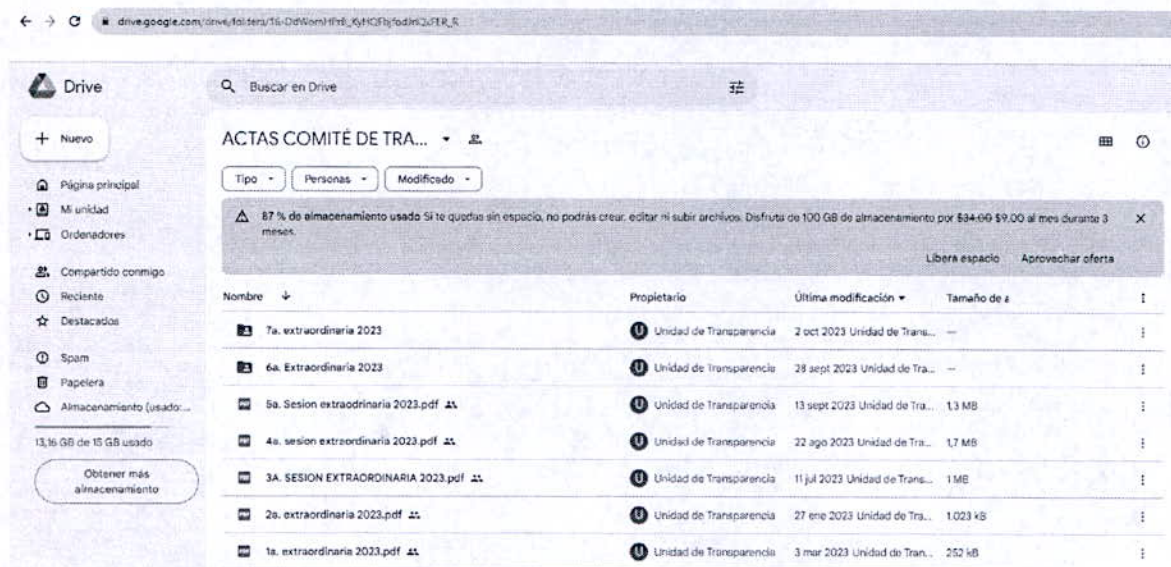 drive.google.com/drive/folders/
Drive
Buscar en Drive
Nuevo
ACTAS COMITÉ DE TRA...
Tipo
Personas
Modificado
Página principal
Mi unidad
Ordenadores
Compartido conmigo
Reciente
Destacados
Spam
Papelera
Almacenamiento (usado:...
13,16 GB de 15 GB usado
Obtener más
almacenamiento
87 % de almacenamiento usado Si te quedas sin espacio, no podrás crear, editar ni subir archivos. Disfruta de 100 GB de almacenamiento por $34.00 $9.00 al mes durante 3
meses.
Libera espacio Aprovechar oferta
Nombre Propietario Última modificación Tamaño de a
7a. extraordinaria 2023 Unidad de Transparencia 2 oct 2023 Unidad de Trans... —
6a. Extraordinaria 2023 Unidad de Transparencia 28 sept 2023 Unidad de Tra... —
5a. Sesion extraodrinaria 2023.pdf Unidad de Transparencia 13 sept 2023 Unidad de Tra... 1,3 MB
4a. sesion extraordinaria 2023.pdf Unidad de Transparencia 22 ago 2023 Unidad de Tra... 1,7 MB
3A. SESION EXTRAORDINARIA 2023.pdf Unidad de Transparencia 11 jul 2023 Unidad de Trans... 1 MB
2a. extraordinaria 2023.pdf Unidad de Transparencia 27 ene 2023 Unidad de Tra... 1.023 kB
1a. extraordinaria 2023.pdf Unidad de Transparencia 3 mar 2023 Unidad de Tran... 252 kB